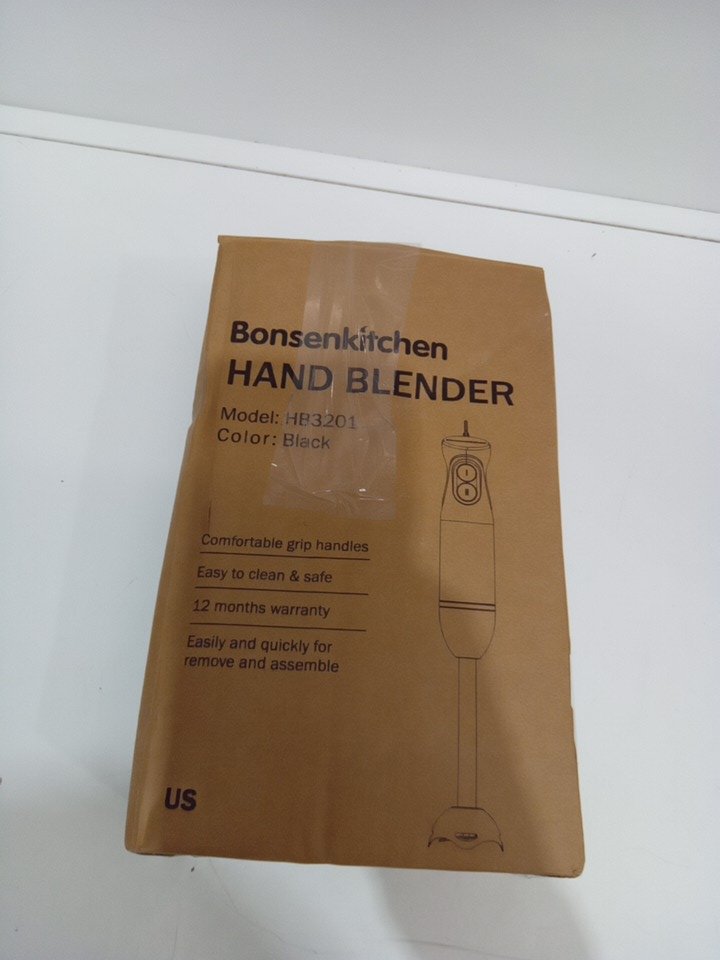 Bonsenkitchen
HAND BLENDER
Model: HB3201
Color: Black
Comfortable grip handles
Easy to clean & safe
12 months warranty
Easily and quickly for
remove and assemble
I
II
US